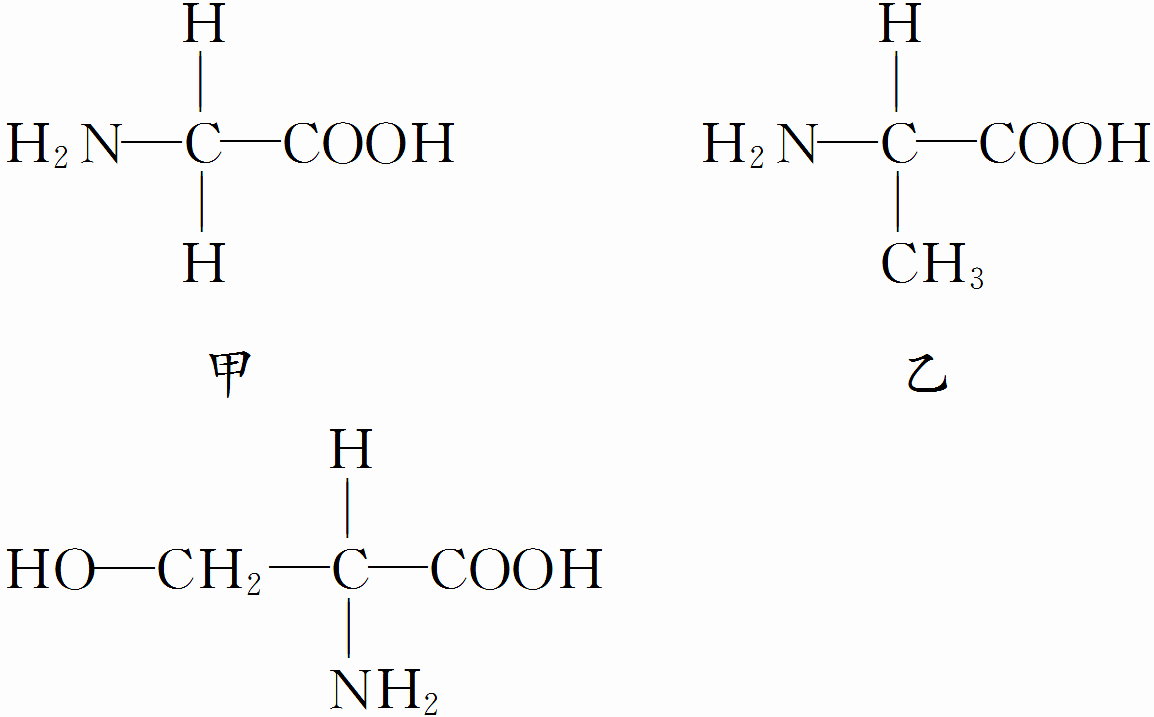 H H
H₂N—C—COOH H₂N—C—COOH
H CH₃
甲 乙
H
HO—CH₂—C—COOH
NH₂